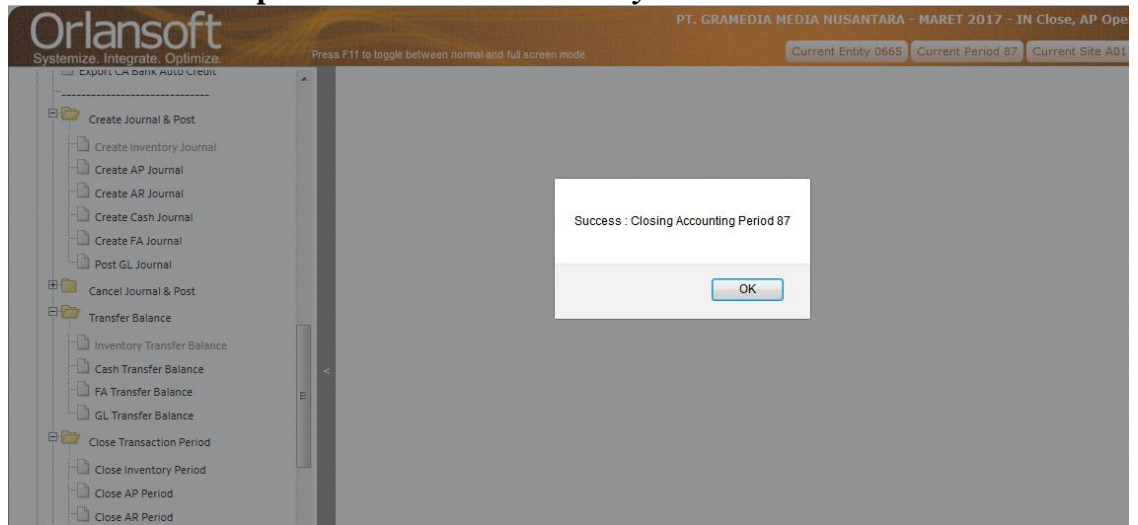 Orlansoft
Systemize. Integrate. Optimize.
PT. GRAMEDIA MEDIA NUSANTARA - MARET 2017 - IN Close, AP Ope
Press F11 to toggle between normal and full screen mode
Current Entity 0665 Current Period 87 Current Site A01
Export CA Bank Auto Credit
------------------------------
Create Journal & Post
Create Inventory Journal
Create AP Journal
Create AR Journal
Create Cash Journal
Create FA Journal
Post GL Journal
Cancel Journal & Post
Transfer Balance
Inventory Transfer Balance
Cash Transfer Balance
FA Transfer Balance
GL Transfer Balance
Close Transaction Period
Close Inventory Period
Close AP Period
Close AR Period
<
Success : Closing Accounting Period 87
OK